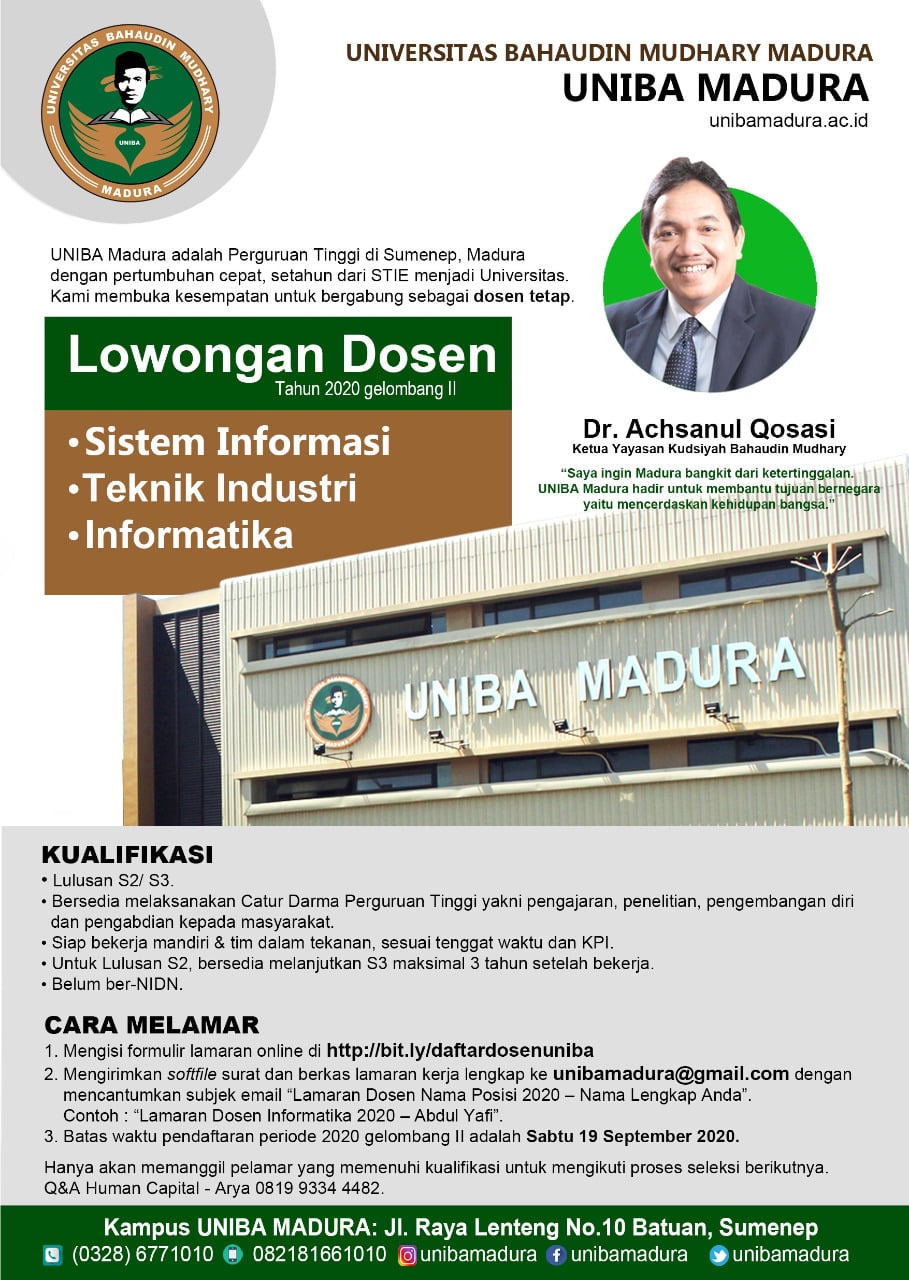 UNIVERSITAS BAHAUDIN MUDHARY
UNIBA
MADURA
UNIVERSITAS BAHAUDIN MUDHARY MADURA
UNIBA MADURA
unibamadura.ac.id
UNIBA Madura adalah Perguruan Tinggi di Sumenep, Madura
dengan pertumbuhan cepat, setahun dari STIE menjadi Universitas.
Kami membuka kesempatan untuk bergabung sebagai dosen tetap.
Lowongan Dosen
Tahun 2020 gelombang II
• Sistem Informasi
• Teknik Industri
• Informatika
Dr. Achsanul Qosasi
Ketua Yayasan Kudsiyah Bahaudin Mudhary
“Saya ingin Madura bangkit dari ketertinggalan.
UNIBA Madura hadir untuk membantu tujuan bernegara
yaitu mencerdaskan kehidupan bangsa.”
UNIBA MADURA
KUALIFIKASI
• Lulusan S2/ S3.
• Bersedia melaksanakan Catur Darma Perguruan Tinggi yakni pengajaran, penelitian, pengembangan diri
dan pengabdian kepada masyarakat.
• Siap bekerja mandiri & tim dalam tekanan, sesuai tenggat waktu dan KPI.
• Untuk Lulusan S2, bersedia melanjutkan S3 maksimal 3 tahun setelah bekerja.
• Belum ber-NIDN.
CARA MELAMAR
1. Mengisi formulir lamaran online di http://bit.ly/daftardosenuniba
2. Mengirimkan softfile surat dan berkas lamaran kerja lengkap ke unibamadura@gmail.com dengan
mencantumkan subjek email “Lamaran Dosen Nama Posisi 2020 – Nama Lengkap Anda”.
Contoh : “Lamaran Dosen Informatika 2020 – Abdul Yafi”.
3. Batas waktu pendaftaran periode 2020 gelombang II adalah Sabtu 19 September 2020.
Hanya akan memanggil pelamar yang memenuhi kualifikasi untuk mengikuti proses seleksi berikutnya.
Q&A Human Capital - Arya 0819 9334 4482.
Kampus UNIBA MADURA: Jl. Raya Lenteng No.10 Batuan, Sumenep
(0328) 6771010 082181661010 unibamadura unibamadura unibamadura